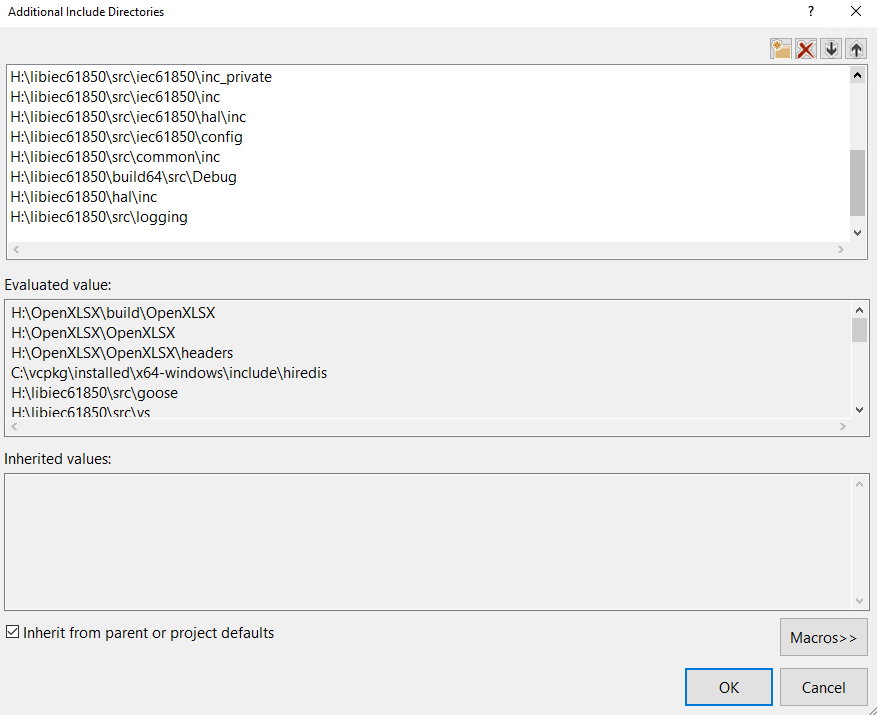 Additional Include Directories
?
H:\libiec61850\src\iec61850\inc_private
H:\libiec61850\src\iec61850\inc
H:\libiec61850\src\iec61850\hal\inc
H:\libiec61850\src\iec61850\config
H:\libiec61850\src\common\inc
H:\libiec61850\build64\src\Debug
H:\libiec61850\hal\inc
H:\libiec61850\src\logging
Evaluated value:
H:\OpenXLSX\build\OpenXLSX
H:\OpenXLSX\OpenXLSX
H:\OpenXLSX\OpenXLSX\headers
C:\vcpkg\installed\x64-windows\include\hiredis
H:\libiec61850\src\goose
H:\libiec61850\src\vs
Inherited values:
Inherit from parent or project defaults
Macros>>
OK
Cancel